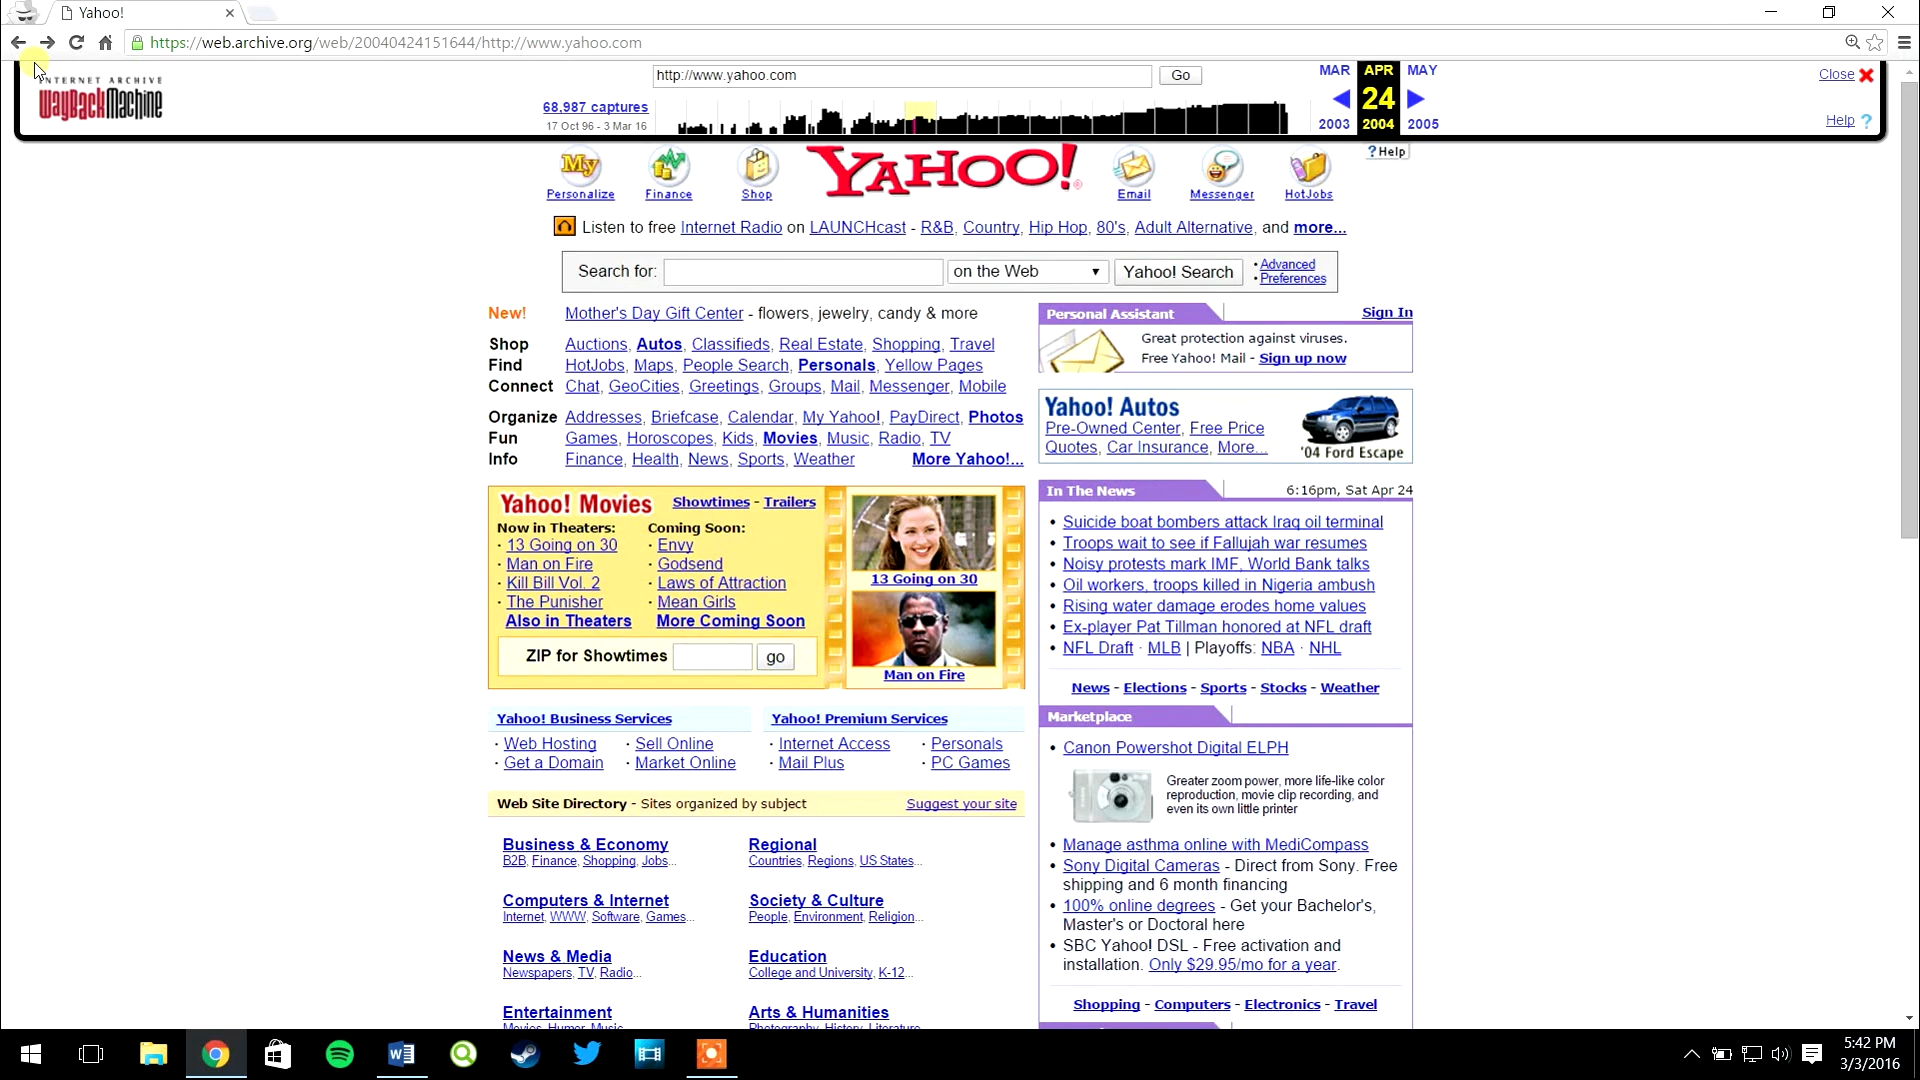 Yahoo!
https://web.archive.org/web/20040424151644/http://www.yahoo.com
INTERNET ARCHIVE
WayBackMachine
http://www.yahoo.com
Go
68,987 captures
17 Oct 96 - 3 Mar 16
MAR APR MAY
24
2003 2004 2005
Close
Help ?
My
Personalize
Finance
Shop
YAHOO!®
Email
Messenger
HotJobs
?Help
Listen to free Internet Radio on LAUNCHcast - R&B, Country, Hip Hop, 80's, Adult Alternative, and more...
Search for:
on the Web
Yahoo! Search
• Advanced
• Preferences
New! Mother's Day Gift Center - flowers, jewelry, candy & more
Shop Auctions, Autos, Classifieds, Real Estate, Shopping, Travel
Find HotJobs, Maps, People Search, Personals, Yellow Pages
Connect Chat, GeoCities, Greetings, Groups, Mail, Messenger, Mobile
Organize Addresses, Briefcase, Calendar, My Yahoo!, PayDirect, Photos
Fun Games, Horoscopes, Kids, Movies, Music, Radio, TV
Info Finance, Health, News, Sports, Weather More Yahoo!...
Yahoo! Movies Showtimes - Trailers
Now in Theaters:
· 13 Going on 30
· Man on Fire
· Kill Bill Vol. 2
· The Punisher
Also in Theaters
Coming Soon:
· Envy
· Godsend
· Laws of Attraction
· Mean Girls
More Coming Soon
ZIP for Showtimes go
13 Going on 30
Man on Fire
Yahoo! Business Services
· Web Hosting · Sell Online
· Get a Domain · Market Online
Yahoo! Premium Services
· Internet Access · Personals
· Mail Plus · PC Games
Web Site Directory - Sites organized by subject Suggest your site
Business & Economy
B2B, Finance, Shopping, Jobs...
Regional
Countries, Regions, US States...
Computers & Internet
Internet, WWW, Software, Games...
Society & Culture
People, Environment, Religion...
News & Media
Newspapers, TV, Radio...
Education
College and University, K-12...
Entertainment
Movies, Humor, Music...
Arts & Humanities
Photography, History, Literature...
Personal Assistant Sign In
Great protection against viruses.
Free Yahoo! Mail - Sign up now
Yahoo! Autos
Pre-Owned Center, Free Price
Quotes, Car Insurance, More...
'04 Ford Escape
In The News 6:16pm, Sat Apr 24
• Suicide boat bombers attack Iraq oil terminal
• Troops wait to see if Fallujah war resumes
• Noisy protests mark IMF, World Bank talks
• Oil workers, troops killed in Nigeria ambush
• Rising water damage erodes home values
• Ex-player Pat Tillman honored at NFL draft
• NFL Draft · MLB | Playoffs: NBA · NHL
News - Elections - Sports - Stocks - Weather
Marketplace
• Canon Powershot Digital ELPH
Greater zoom power, more life-like color
reproduction, movie clip recording, and
even its own little printer
• Manage asthma online with MediCompass
• Sony Digital Cameras - Direct from Sony. Free
shipping and 6 month financing
• 100% online degrees - Get your Bachelor's,
Master's or Doctoral here
• SBC Yahoo! DSL - Free activation and
installation. Only $29.95/mo for a year.
Shopping - Computers - Electronics - Travel
5:42 PM
3/3/2016